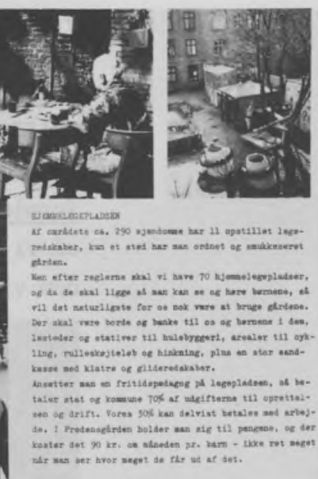 HJEMMELEGEPLADSEN
Af områdets ca. 290 ejendomme har 11 opstillet lege-
redskaber, kun et sted har man ordnet og smukkeseret
gården.
Men efter reglerne skal vi have 70 hjemmelegepladser,
og da de skal ligge så man kan se og høre børnene, så
vil det naturligste for os nok være at bruge gårdene.
Der skal være borde og bænke til os og børnene i dem,
læsteder og stativer til hulebyggeri, arealer til cyk-
ling, rulleskøjteløb og hinkning, plus en stor sand-
kasse med klatre og glideredskaber.
Ansætter man en fritidspædagog på legepladsen, så be-
taler stat og kommune 70% af udgifterne til oprettel-
sen og drift. Vores 30% kan delvist betales med arbej-
de. I Fredensgården holder man sig til pengene, og der
koster det 90 kr. om måneden pr. barn - ikke ret meget
når man ser hvor meget de får ud af det.